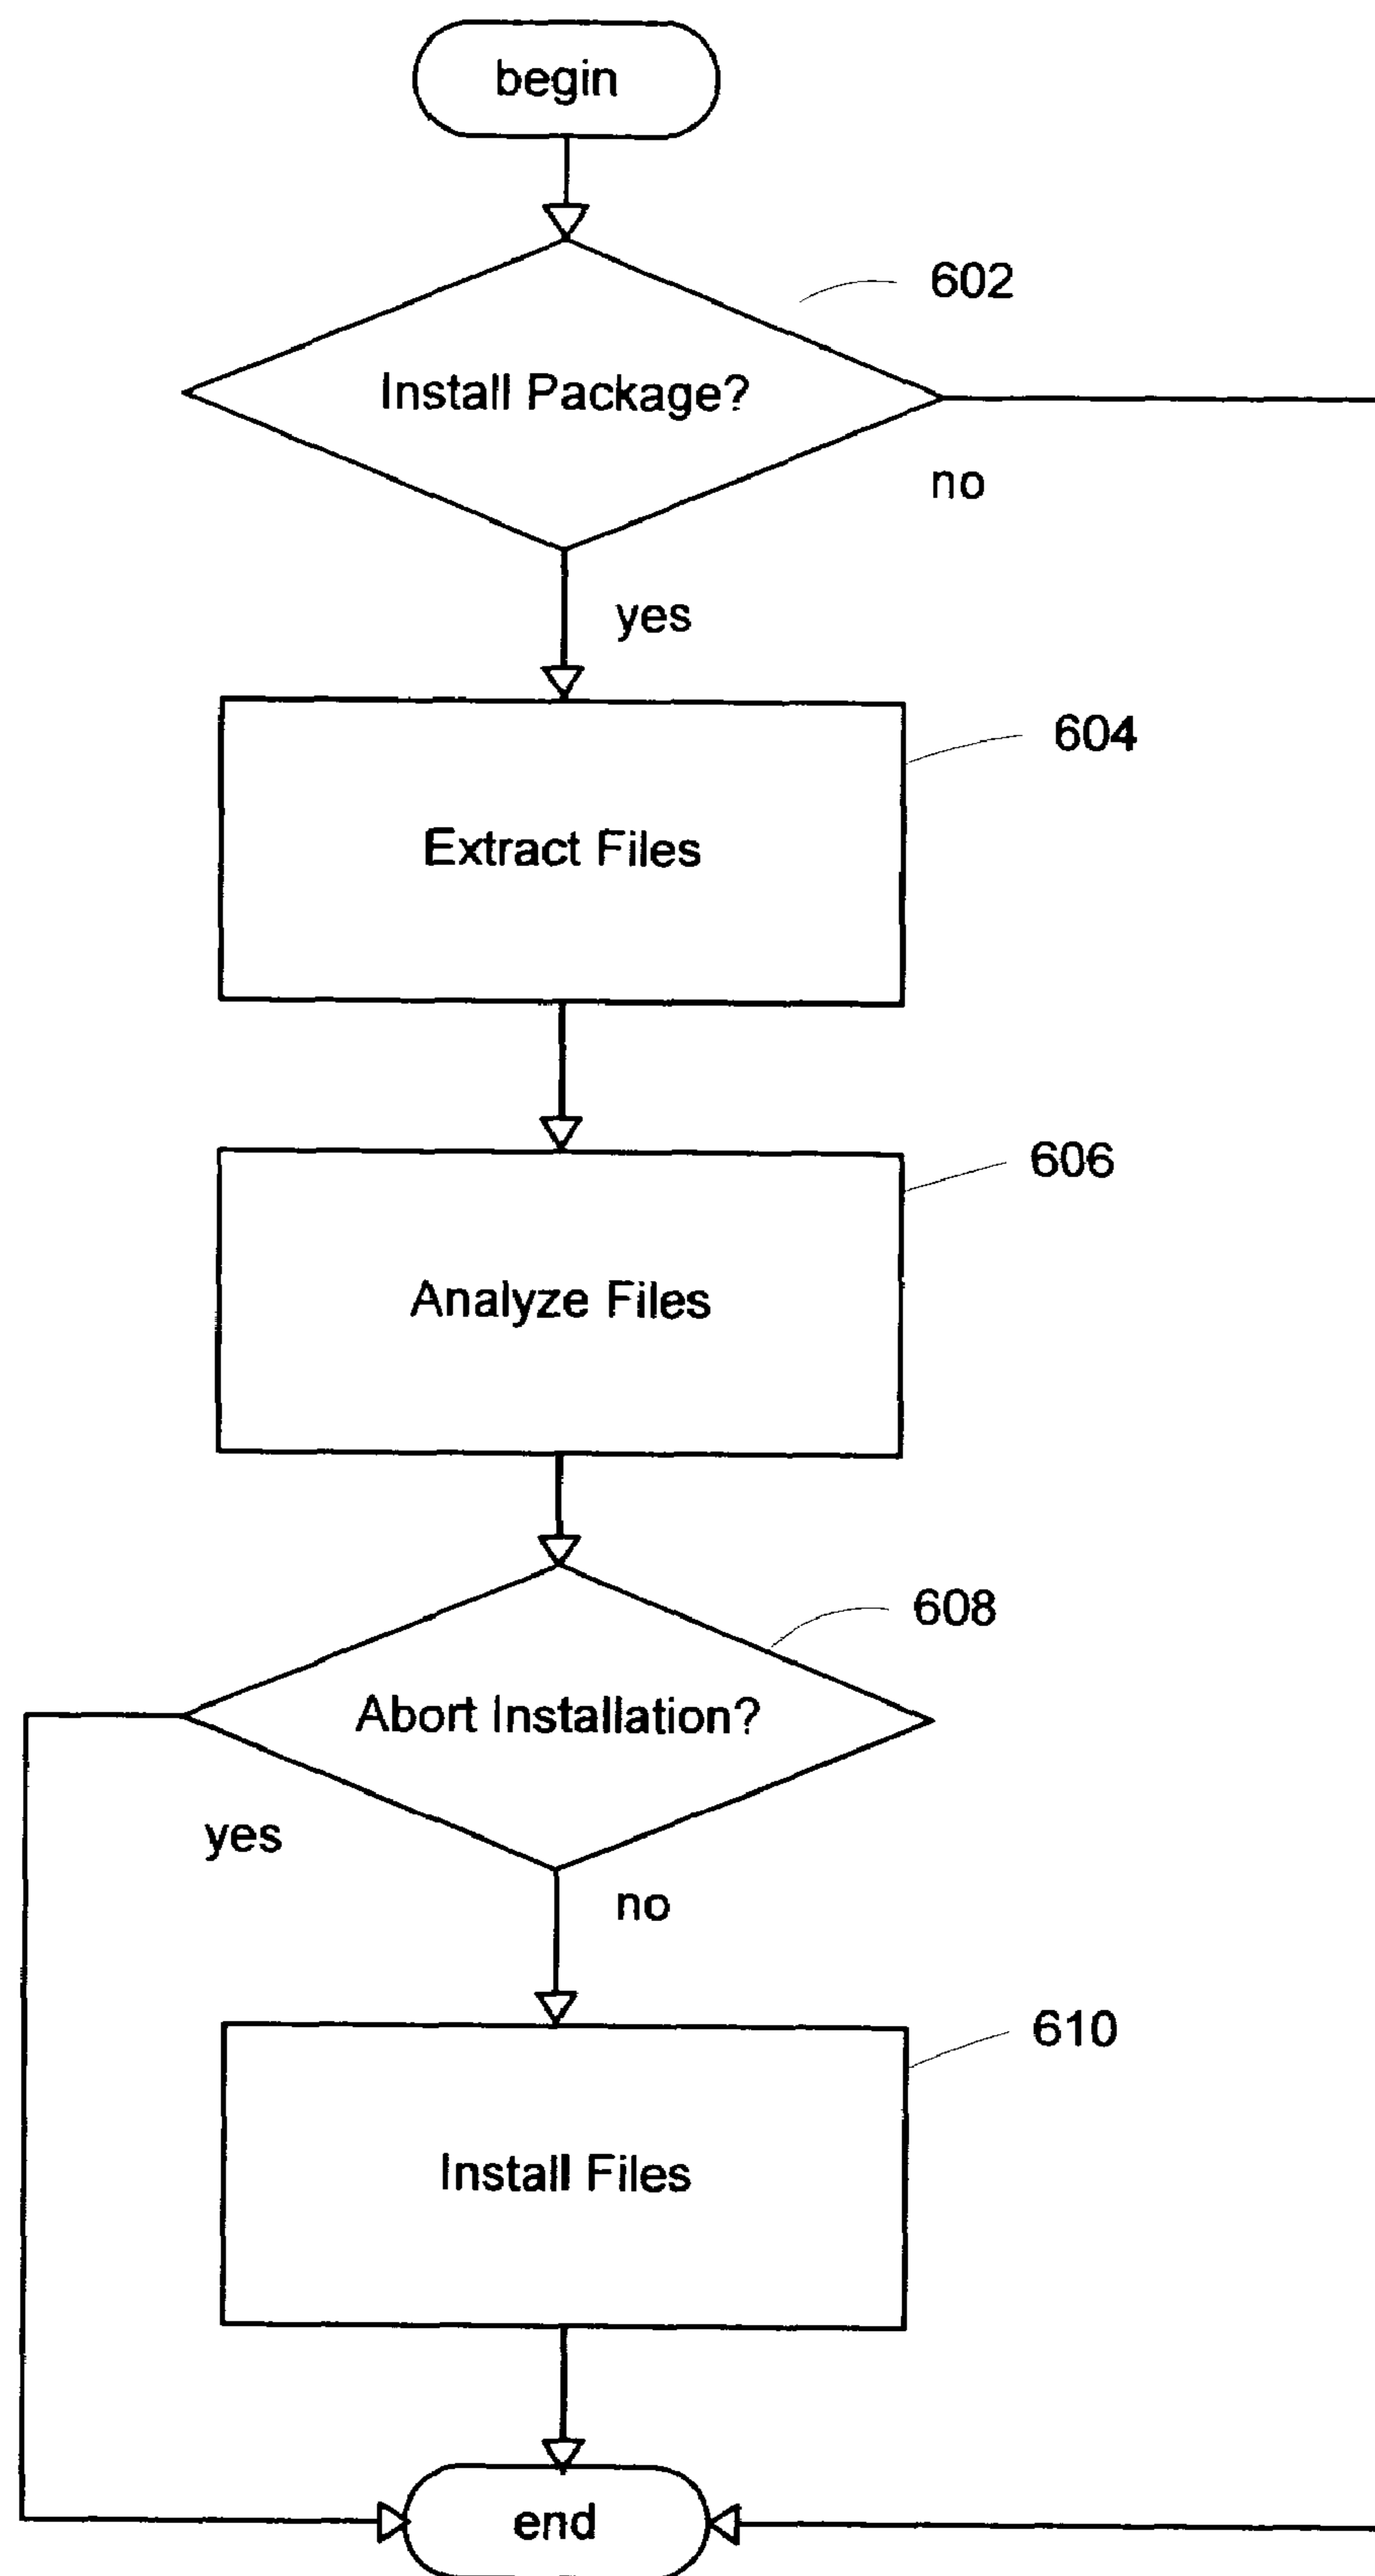 begin
602
Install Package?
no
yes
604
Extract Files
606
Analyze Files
608
Abort Installation?
yes
no
610
Install Files
end